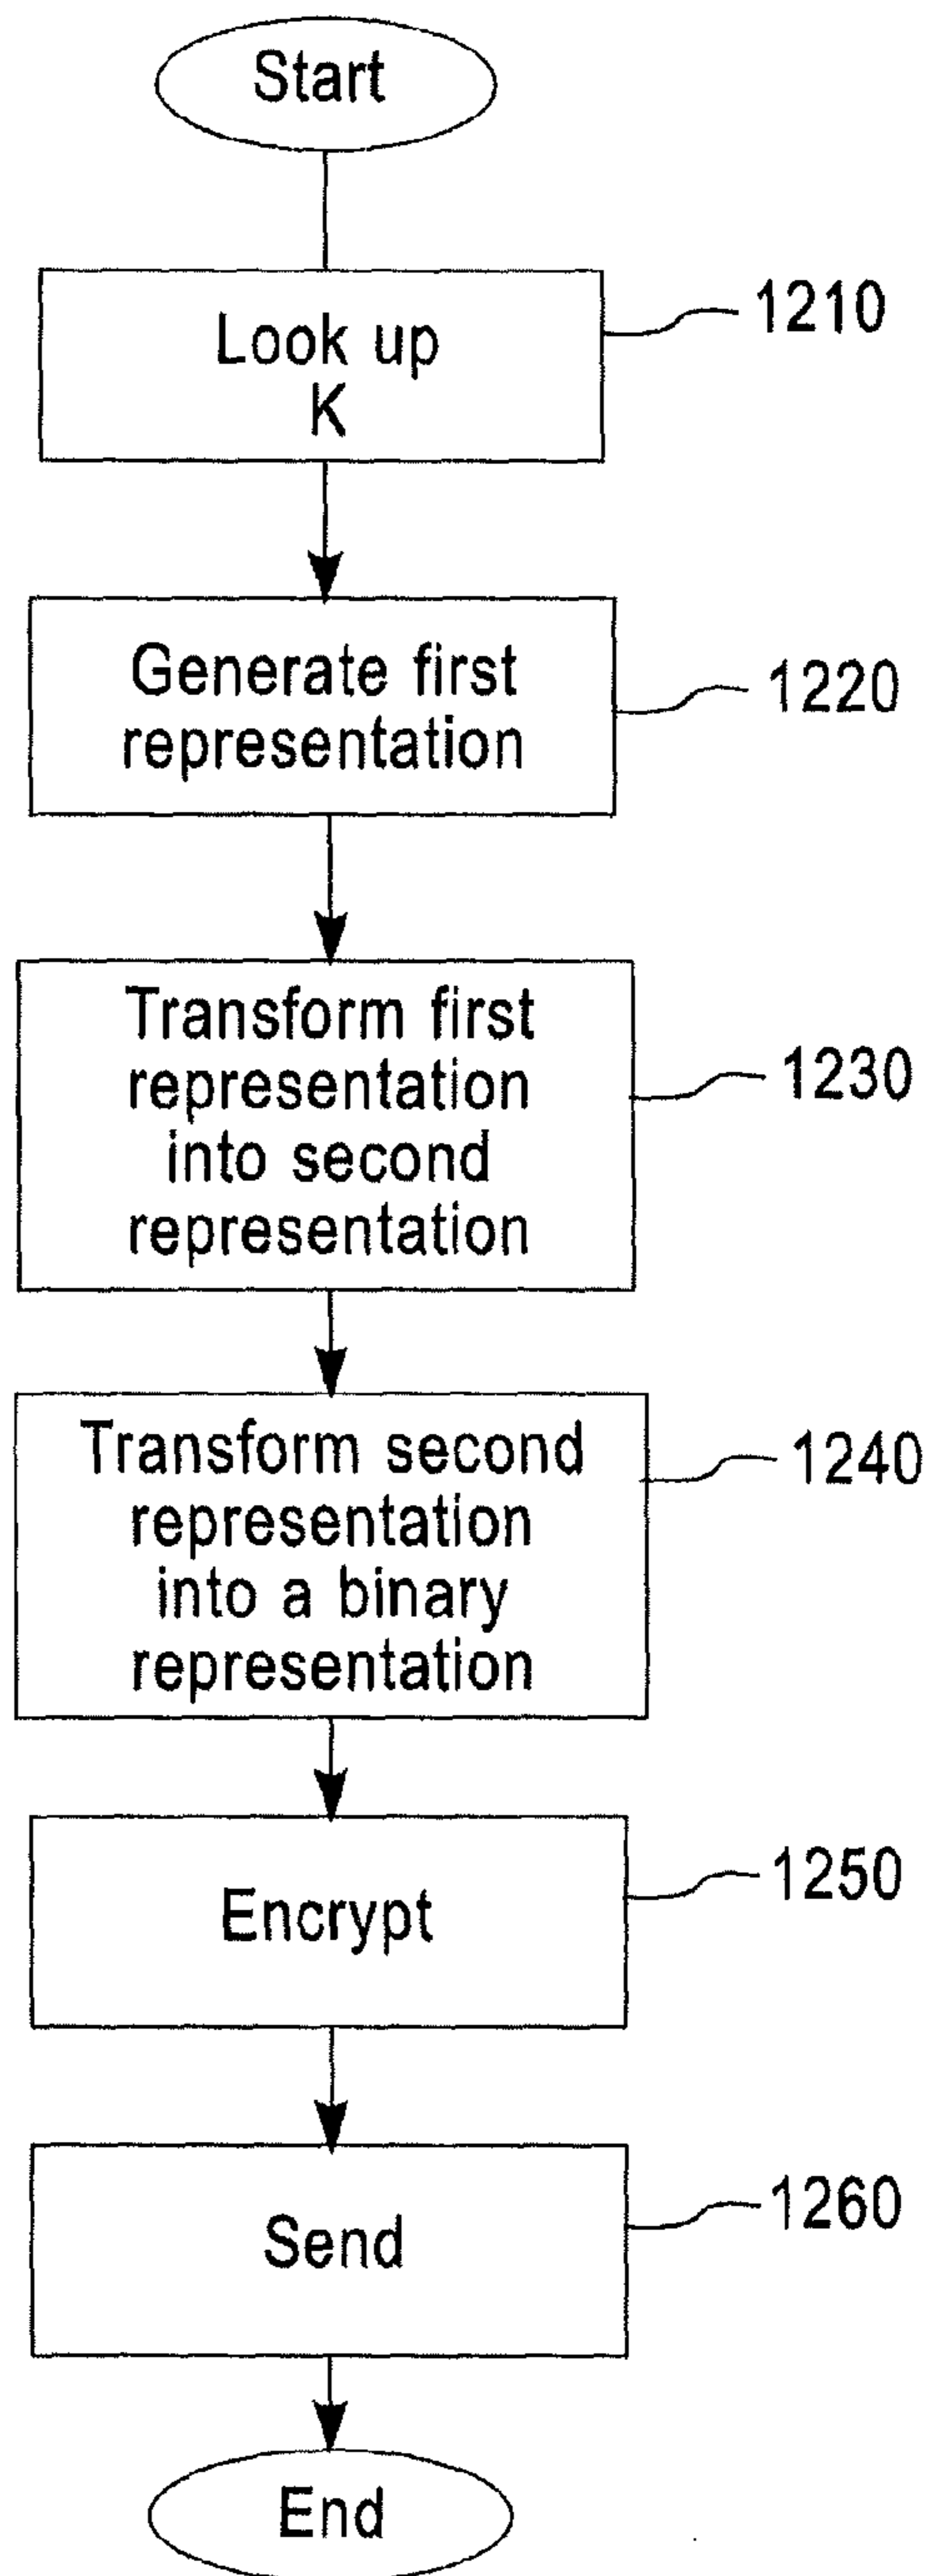 Start
Look up
K
1210
Generate first
representation
1220
Transform first
representation
into second
representation
1230
Transform second
representation
into a binary
representation
1240
Encrypt
1250
Send
1260
End